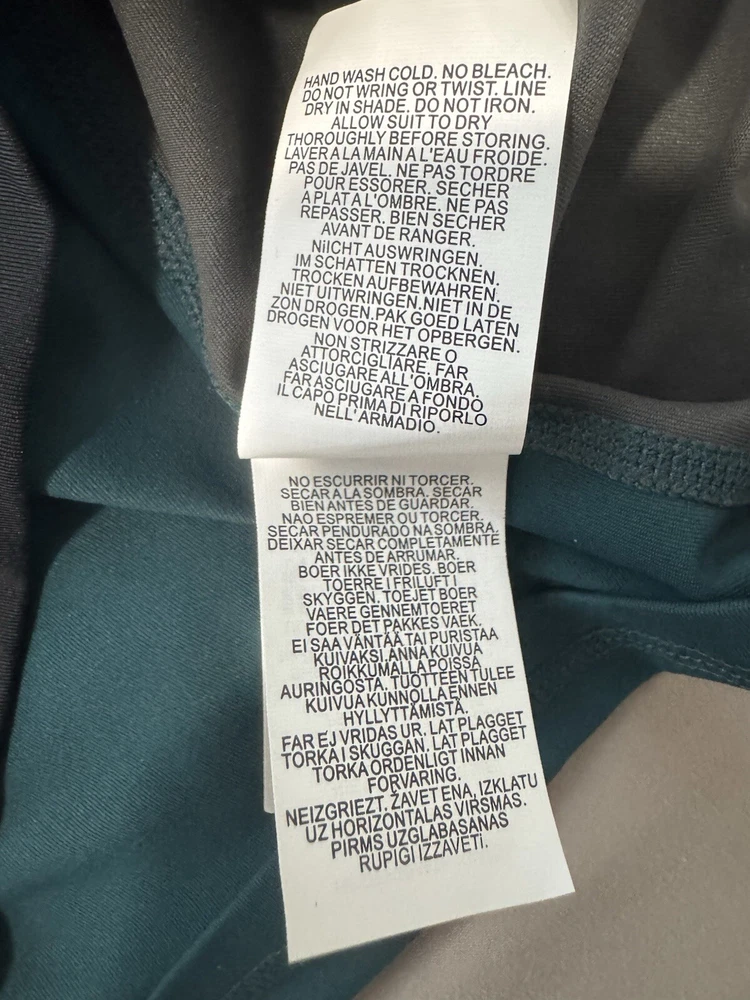 HAND WASH COLD. NO BLEACH.
DO NOT WRING OR TWIST. LINE
DRY IN SHADE. DO NOT IRON.
ALLOW SUIT TO DRY
THOROUGHLY BEFORE STORING.
LAVER A LA MAIN A L'EAU FROIDE.
PAS DE JAVEL. NE PAS TORDRE
POUR ESSORER. SECHER
A PLAT A L'OMBRE. NE PAS
REPASSER. BIEN SECHER
AVANT DE RANGER.
NiICHT AUSWRINGEN.
IM SCHATTEN TROCKNEN.
TROCKEN AUFBEWAHREN.
NIET UITWRINGEN.NIET IN DE
ZON DROGEN.PAK GOED LATEN
DROGEN VOOR HET OPBERGEN.
NON STRIZZARE O
ATTORCIGLIARE. FAR
ASCIUGARE ALL'OMBRA.
FAR ASCIUGARE A FONDO
IL CAPO PRIMA DI RIPORLO
NELL' ARMADIO.
NO ESCURRIR NI TORCER.
SECAR A LA SOMBRA. SECAR
BIEN ANTES DE GUARDAR.
NAO ESPREMER OU TORCER.
SECAR PENDURADO NA SOMBRA.
DEIXAR SECAR COMPLETAMENTE
ANTES DE ARRUMAR.
BOER IKKE VRIDES. BOER
TOERRE I FRILUFT I
SKYGGEN. TOEJET BOER
VAERE GENNEMTOERET
FOER DET PAKKES VAEK.
EI SAA VÄNTÄÄ TAI PURISTAA
KUIVAKSI.ANNA KUIVUA
ROIKKUMALLA POISSA
AURINGOSTA. TUOTTEEN TULEE
KUIVUA KUNNOLLA ENNEN
HYLLYTTÄMISTÄ.
FAR EJ VRIDAS UR. LAT PLAGGET
TORKA I SKUGGAN. LAT PLAGGET
TORKA ORDENLIGT INNAN
FORVARING.
NEIZGRIEZT. ŽAVET ENA, IZKLATU
UZ HORIZONTALAS VIRSMAS.
PIRMS UZGLABASANAS
RUPIGI IZZAVETi.